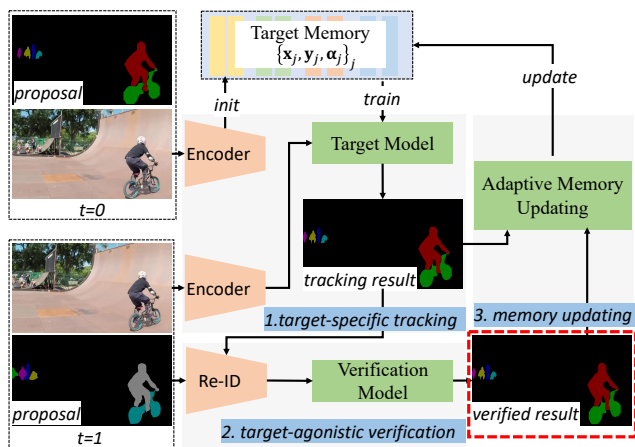 Target Memory
{x_j, y_j, α_j}_j
proposal
init
train
update
Encoder
Target Model
t=0
Adaptive Memory
Updating
Encoder
tracking result
1.target-specific tracking
3. memory updating
Re-ID
Verification
Model
proposal
verified result
t=1
2. target-agonistic verification